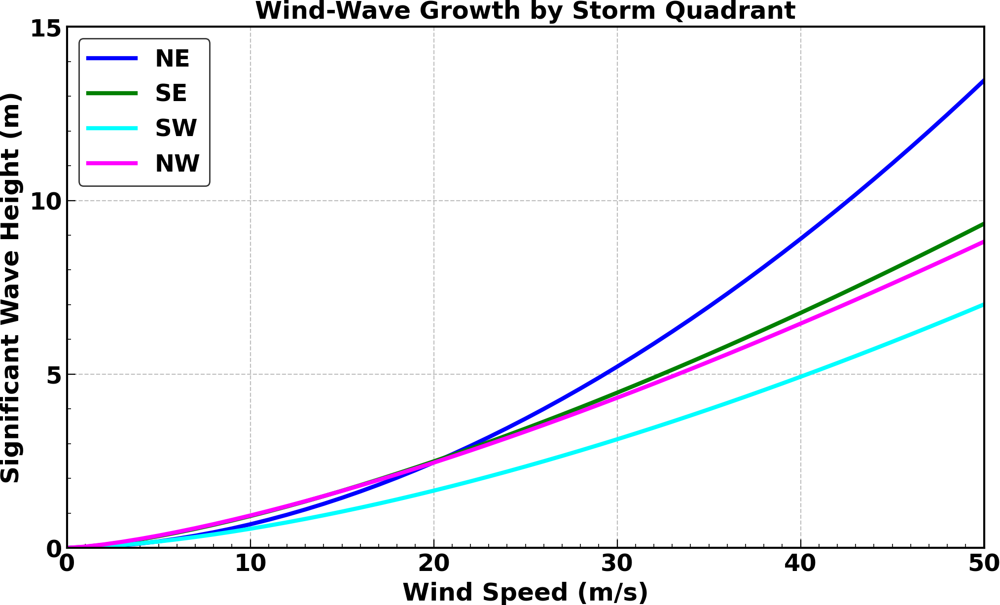 Wind-Wave Growth by Storm Quadrant
15
10
5
0
Significant Wave Height (m)
NE
SE
SW
NW
0 10 20 30 40 50
Wind Speed (m/s)